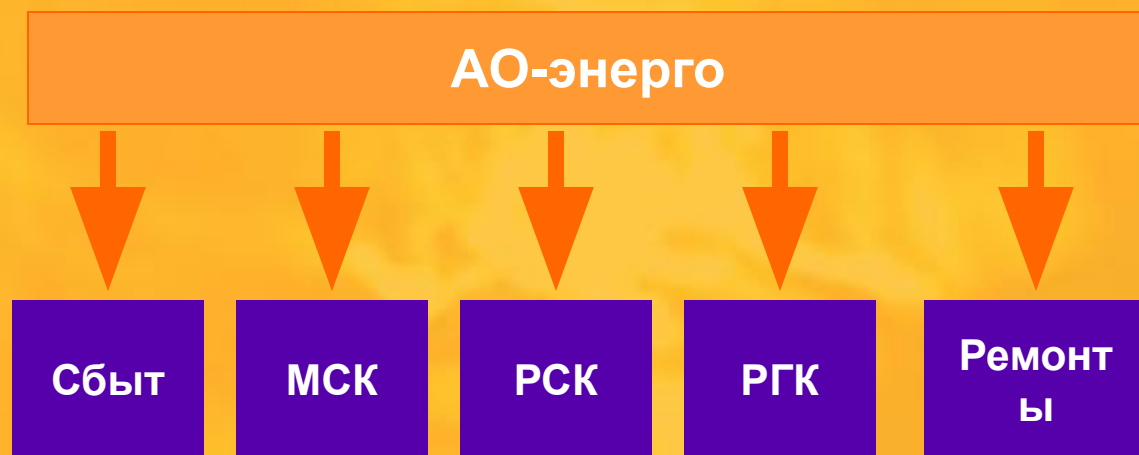 АО-энерго
Сбыт
МСК
РСК
РГК
Ремонт
ы